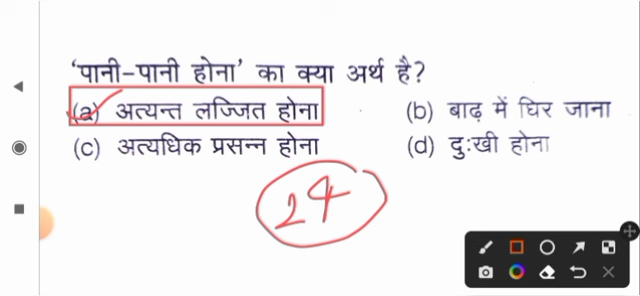 'पानी-पानी होना' का क्या अर्थ है?
(a) अत्यन्त लज्जित होना (b) बाढ़ में घिर जाना
(c) अत्यधिक प्रसन्न होना (d) दुःखी होना
24